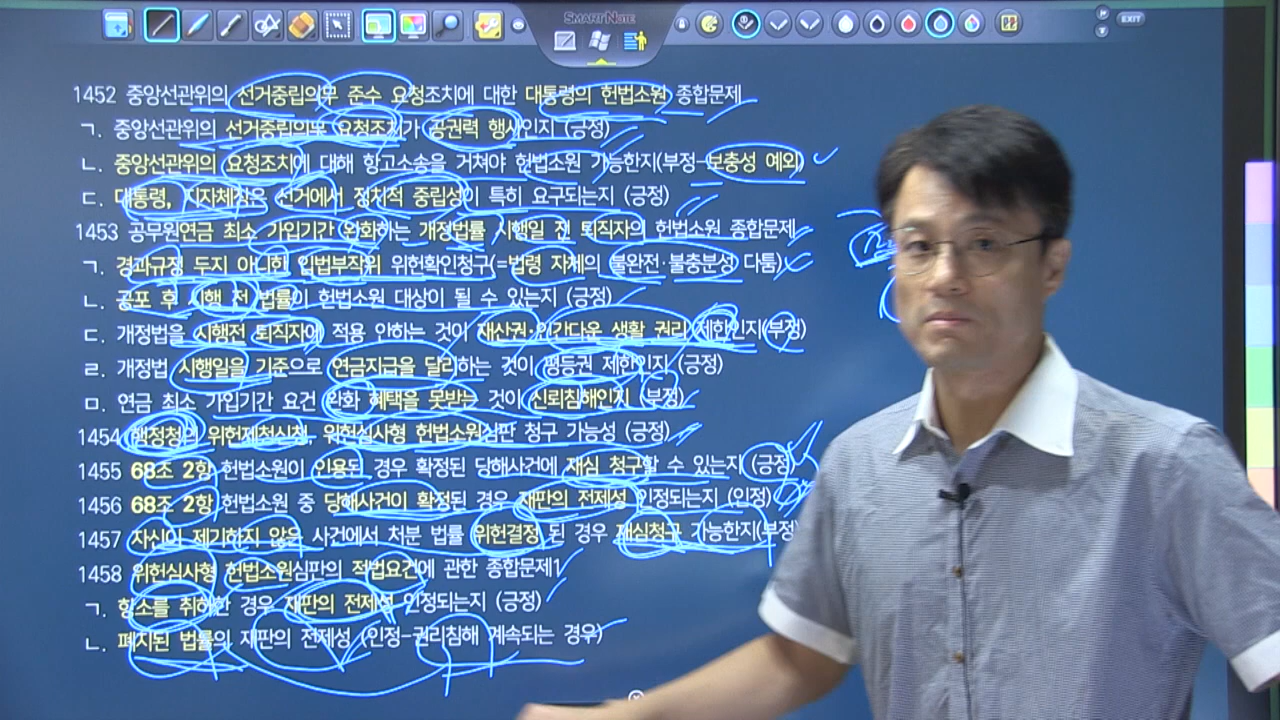 SMART NOTE
EXIT
1452 중앙선관위의 선거중립의무 준수 요청조치에 대한 대통령의 헌법소원 종합문제
ㄱ. 중앙선관위의 선거중립의무 요청조치가 공권력 행사인지 (긍정)
ㄴ. 중앙선관위의 요청조치에 대해 항고소송을 거쳐야 헌법소원 가능한지(부정-보충성 예외)
ㄷ. 대통령, 지자체장은 선거에서 정치적 중립성이 특히 요구되는지 (긍정)
1453 공무원연금 최소 가입기간 완화하는 개정법률 시행일 전 퇴직자의 헌법소원 종합문제
ㄱ. 경과규정 두지 아니한 입법부작위 위헌확인청구(=법령 자체의 불완전·불충분성 다툼)
ㄴ. 공포 후 시행 전 법률이 헌법소원 대상이 될 수 있는지 (긍정)
ㄷ. 개정법을 시행전 퇴직자에 적용 안하는 것이 재산권·인간다운 생활 권리 제한인지(부정)
ㄹ. 개정법 시행일을 기준으로 연금지급을 달리하는 것이 평등권 제한인지 (긍정)
ㅁ. 연금 최소 가입기간 요건 완화 혜택을 못받는 것이 신뢰침해인지 (부정)
1454 행정청의 위헌제청신청, 위헌심사형 헌법소원심판 청구 가능성 (긍정)
1455 68조 2항 헌법소원이 인용된 경우 확정된 당해사건에 재심 청구할 수 있는지 (긍정)
1456 68조 2항 헌법소원 중 당해사건이 확정된 경우 재판의 전제성 인정되는지 (인정)
1457 자신이 제기하지 않은 사건에서 처분 법률 위헌결정 된 경우 재심청구 가능한지(부정)
1458 위헌심사형 헌법소원심판의 적법요건에 관한 종합문제1
ㄱ. 항소를 취하한 경우 재판의 전제성 인정되는지 (긍정)
ㄴ. 폐지된 법률의 재판의 전제성 (인정-권리침해 계속되는 경우)